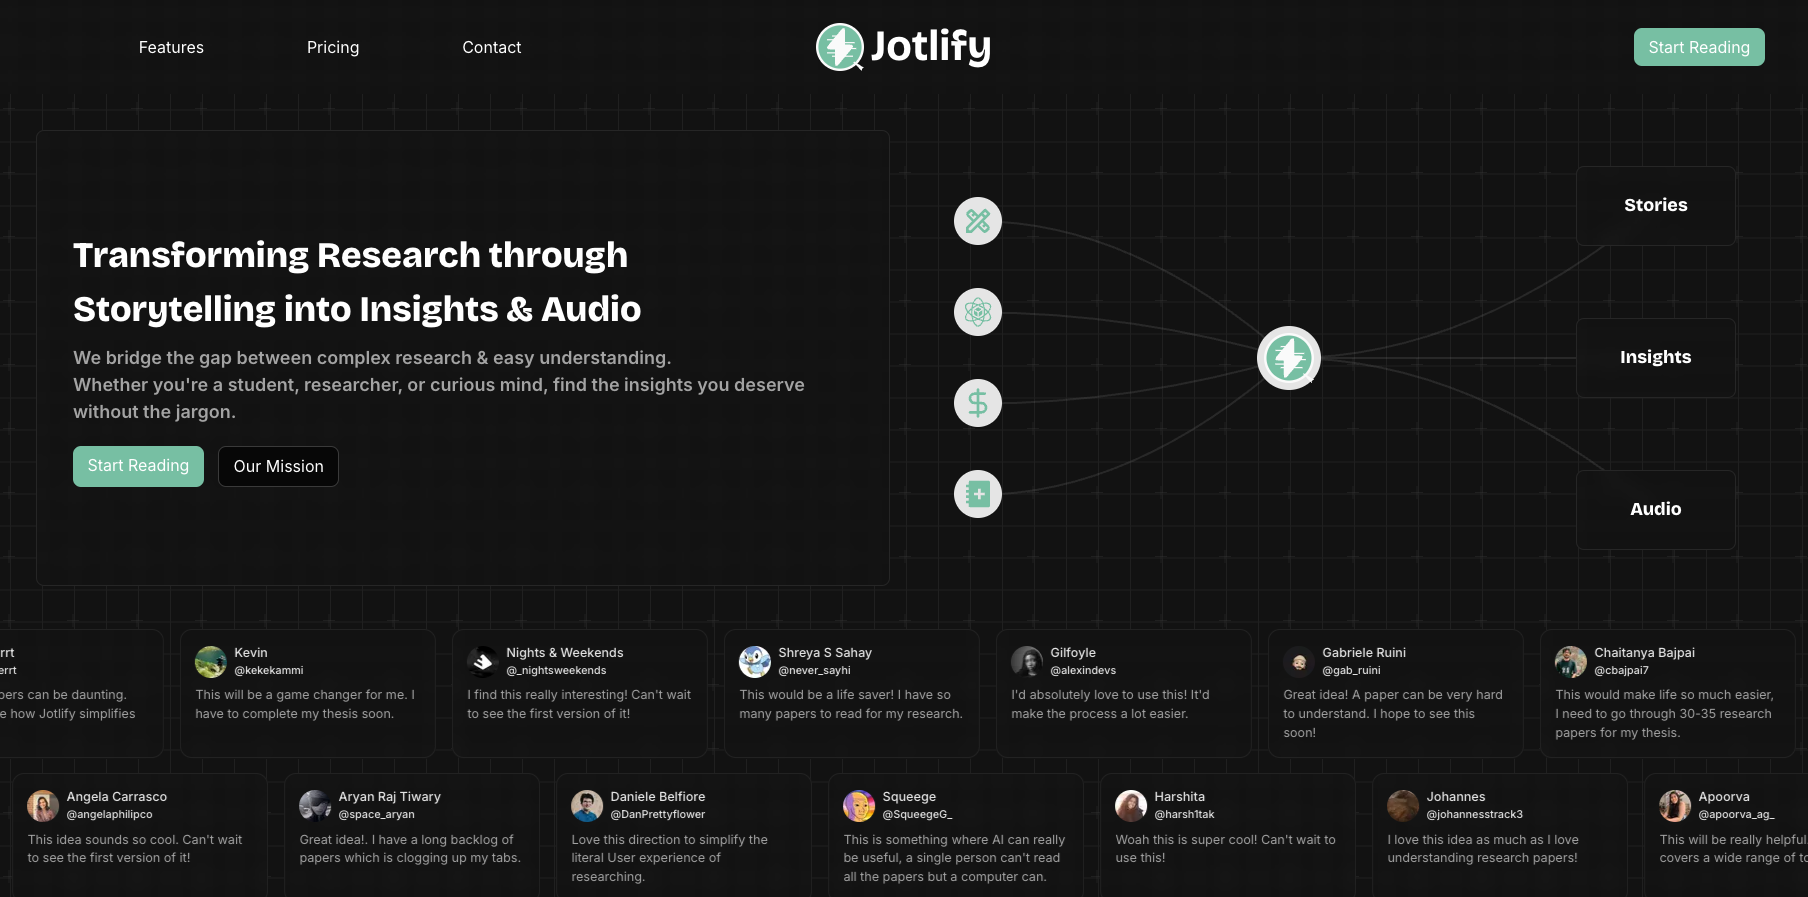 Features
Pricing
Contact
Jotlify
Start Reading
Transforming Research through
Storytelling into Insights & Audio
We bridge the gap between complex research & easy understanding.
Whether you're a student, researcher, or curious mind, find the insights you deserve
without the jargon.
Start Reading
Our Mission
Stories
Insights
Audio
can be daunting.
how Jotlify simplifies
Kevin
@kekekammi
This will be a game changer for me. I
have to complete my thesis soon.
Nights & Weekends
@_nightsweekends
I find this really interesting! Can't wait
to see the first version of it!
Shreya S Sahay
@never_sayhi
This would be a life saver! I have so
many papers to read for my research.
Gilfoyle
@alexindevs
I'd absolutely love to use this! It'd
make the process a lot easier.
Gabriele Ruini
@gab_ruini
Great idea! A paper can be very hard
to understand. I hope to see this
soon!
Chaitanya Bajpai
@cbajpai7
This would make life so much easier,
I need to go through 30-35 research
papers for my thesis.
Angela Carrasco
@angelaphilipco
This idea sounds so cool. Can't wait
to see the first version of it!
Aryan Raj Tiwary
@space_aryan
Great idea!. I have a long backlog of
papers which is clogging up my tabs.
Daniele Belfiore
@DanPrettyflower
Love this direction to simplify the
literal User experience of
researching.
Squeege
@SqueegeG_
This is something where AI can really
be useful, a single person can't read
all the papers but a computer can.
Harshita
@harsh1tak
Woah this is super cool! Can't wait to
use this!
Johannes
@johannesstrack3
I love this idea as much as I love
understanding research papers!
Apoorva
@apoorva_ag_
This will be really helpful.
covers a wide range of